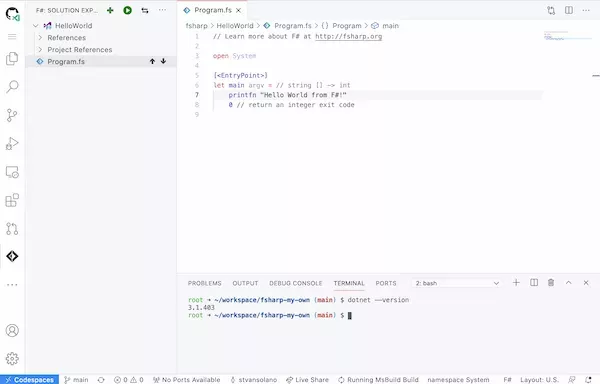 F#: SOLUTION EXP...
HelloWorld
References
Project References
Program.fs
Program.fs
fsharp > HelloWorld > Program.fs > {} Program > main
1 // Learn more about F# at http://fsharp.org
2
3 open System
4
5 [<EntryPoint>]
6 let main argv = // string [] -> int
7 printfn "Hello World from F#!"
8 0 // return an integer exit code
9
PROBLEMS OUTPUT DEBUG CONSOLE TERMINAL PORTS 2: bash
root → ~/workspace/fsharp-my-own (main) $ dotnet --version
3.1.403
root → ~/workspace/fsharp-my-own (main) $
Codespaces main 0 0 No Ports Available stvansolano Live Share Running MsBuild Build namespace System F# Layout: U.S.